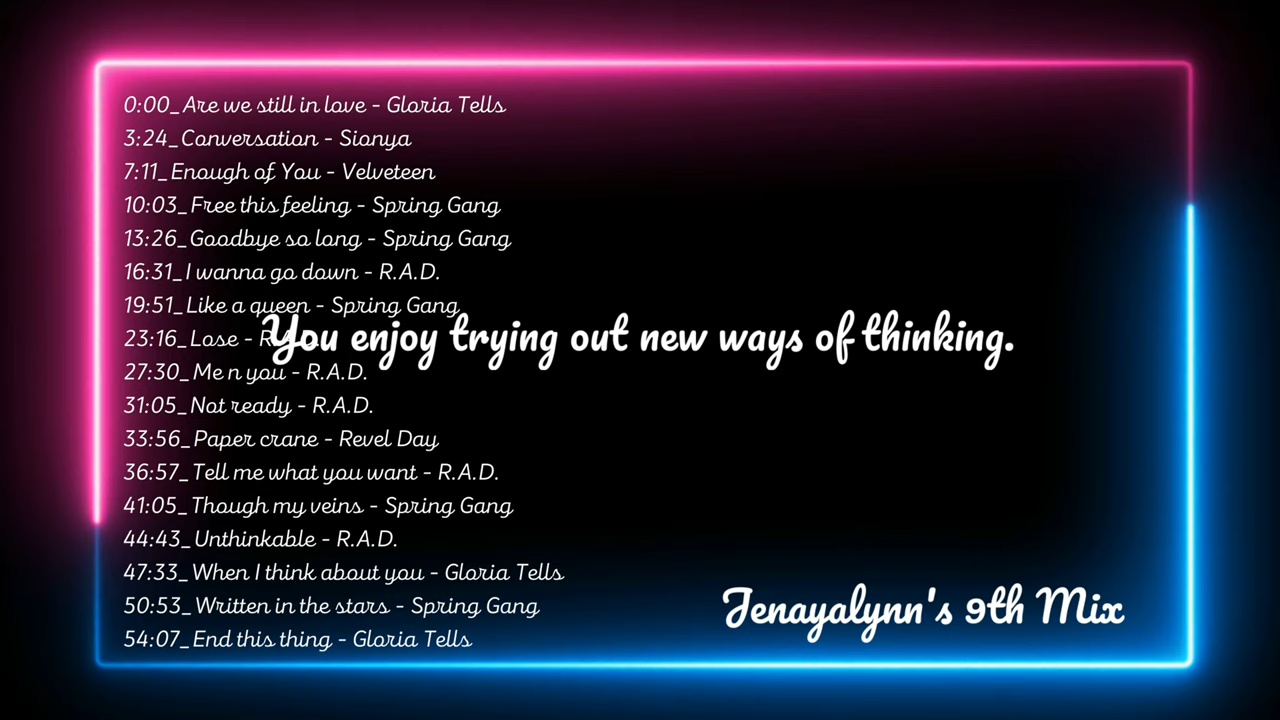 0:00_Are we still in love - Gloria Tells
3:24_Conversation - Sionya
7:11_Enough of You - Velveteen
10:03_Free this feeling - Spring Gang
13:26_Goodbye so long - Spring Gang
16:31_I wanna go down - R.A.D.
19:51_Like a queen - Spring Gang
23:16_Lose -
You enjoy trying out new ways of thinking.
27:30_Me n you - R.A.D.
31:05_Not ready - R.A.D.
33:56_Paper crane - Revel Day
36:57_Tell me what you want - R.A.D.
41:05_Though my veins - Spring Gang
44:43_Unthinkable - R.A.D.
47:33_When I think about you - Gloria Tells
50:53_Written in the stars - Spring Gang
54:07_End this thing - Gloria Tells
Jenayalynn's 9th Mix